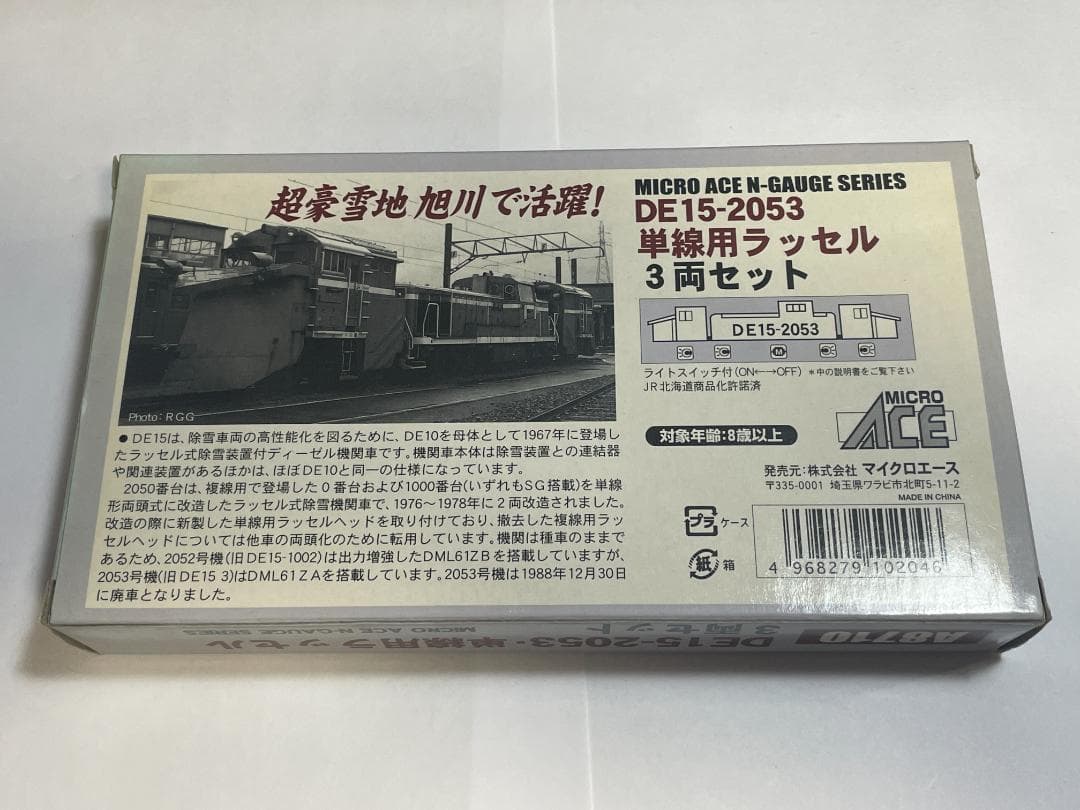 超豪雪地 旭川で活躍!
Photo: RGG
MICRO ACE N-GAUGE SERIES
DE15-2053
単線用ラッセル
3両セット
DE15-2053
C C M C C
ライトスイッチ付(ON←→OFF) *中の説明書をご覧下さい
JR北海道商品化許諾済
MICRO
ACE
対象年齢:8歳以上
発売元:株式会社 マイクロエース
〒335-0001 埼玉県ワラビ市北町5-11-2
MADE IN CHINA
プラ ケース
紙 箱
4 968279 102046
● DE15は、除雪車両の高性能化を図るために、DE10を母体として1967年に登場し
たラッセル式除雪装置付ディーゼル機関車です。機関車本体は除雪装置との連結器
や関連装置があるほかは、ほぼDE10と同一の仕様になっています。
2050番台は、複線用で登場した0番台および1000番台(いずれもSG搭載)を単線
形両頭式に改造したラッセル式除雪機関車で、1976~1978年に2両改造されました。
改造の際に新製した単線用ラッセルヘッドを取り付けており、撤去した複線用ラッ
セルヘッドについては他車の両頭化のために転用しています。機関は種車のままで
あるため、2052号機(旧DE15-1002)は出力増強したDML61ZBを搭載していますが、
2053号機(旧DE15 3)はDML61ZAを搭載しています。2053号機は1988年12月30日
に廃車となりました。
DE15-2053・単線用ラッセル
3両セット
MICRO ACE N-GAUGE SERIES
A8710